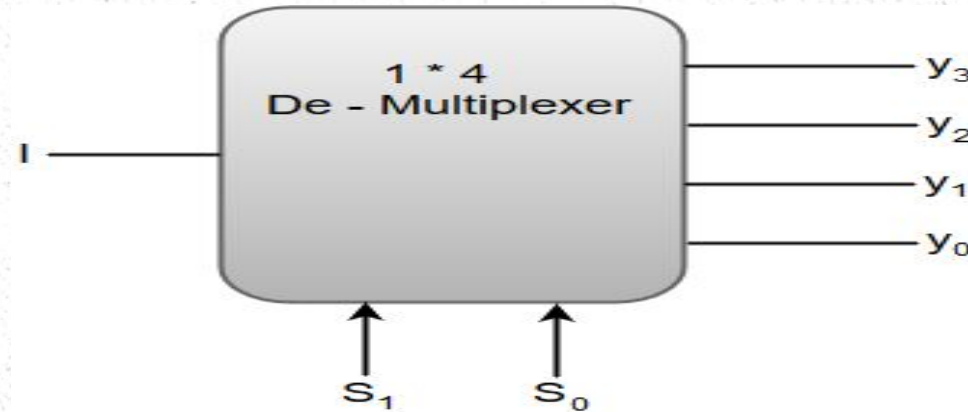 1 * 4
De - Multiplexer
I
y₃
y₂
y₁
y₀
S₁ S₀